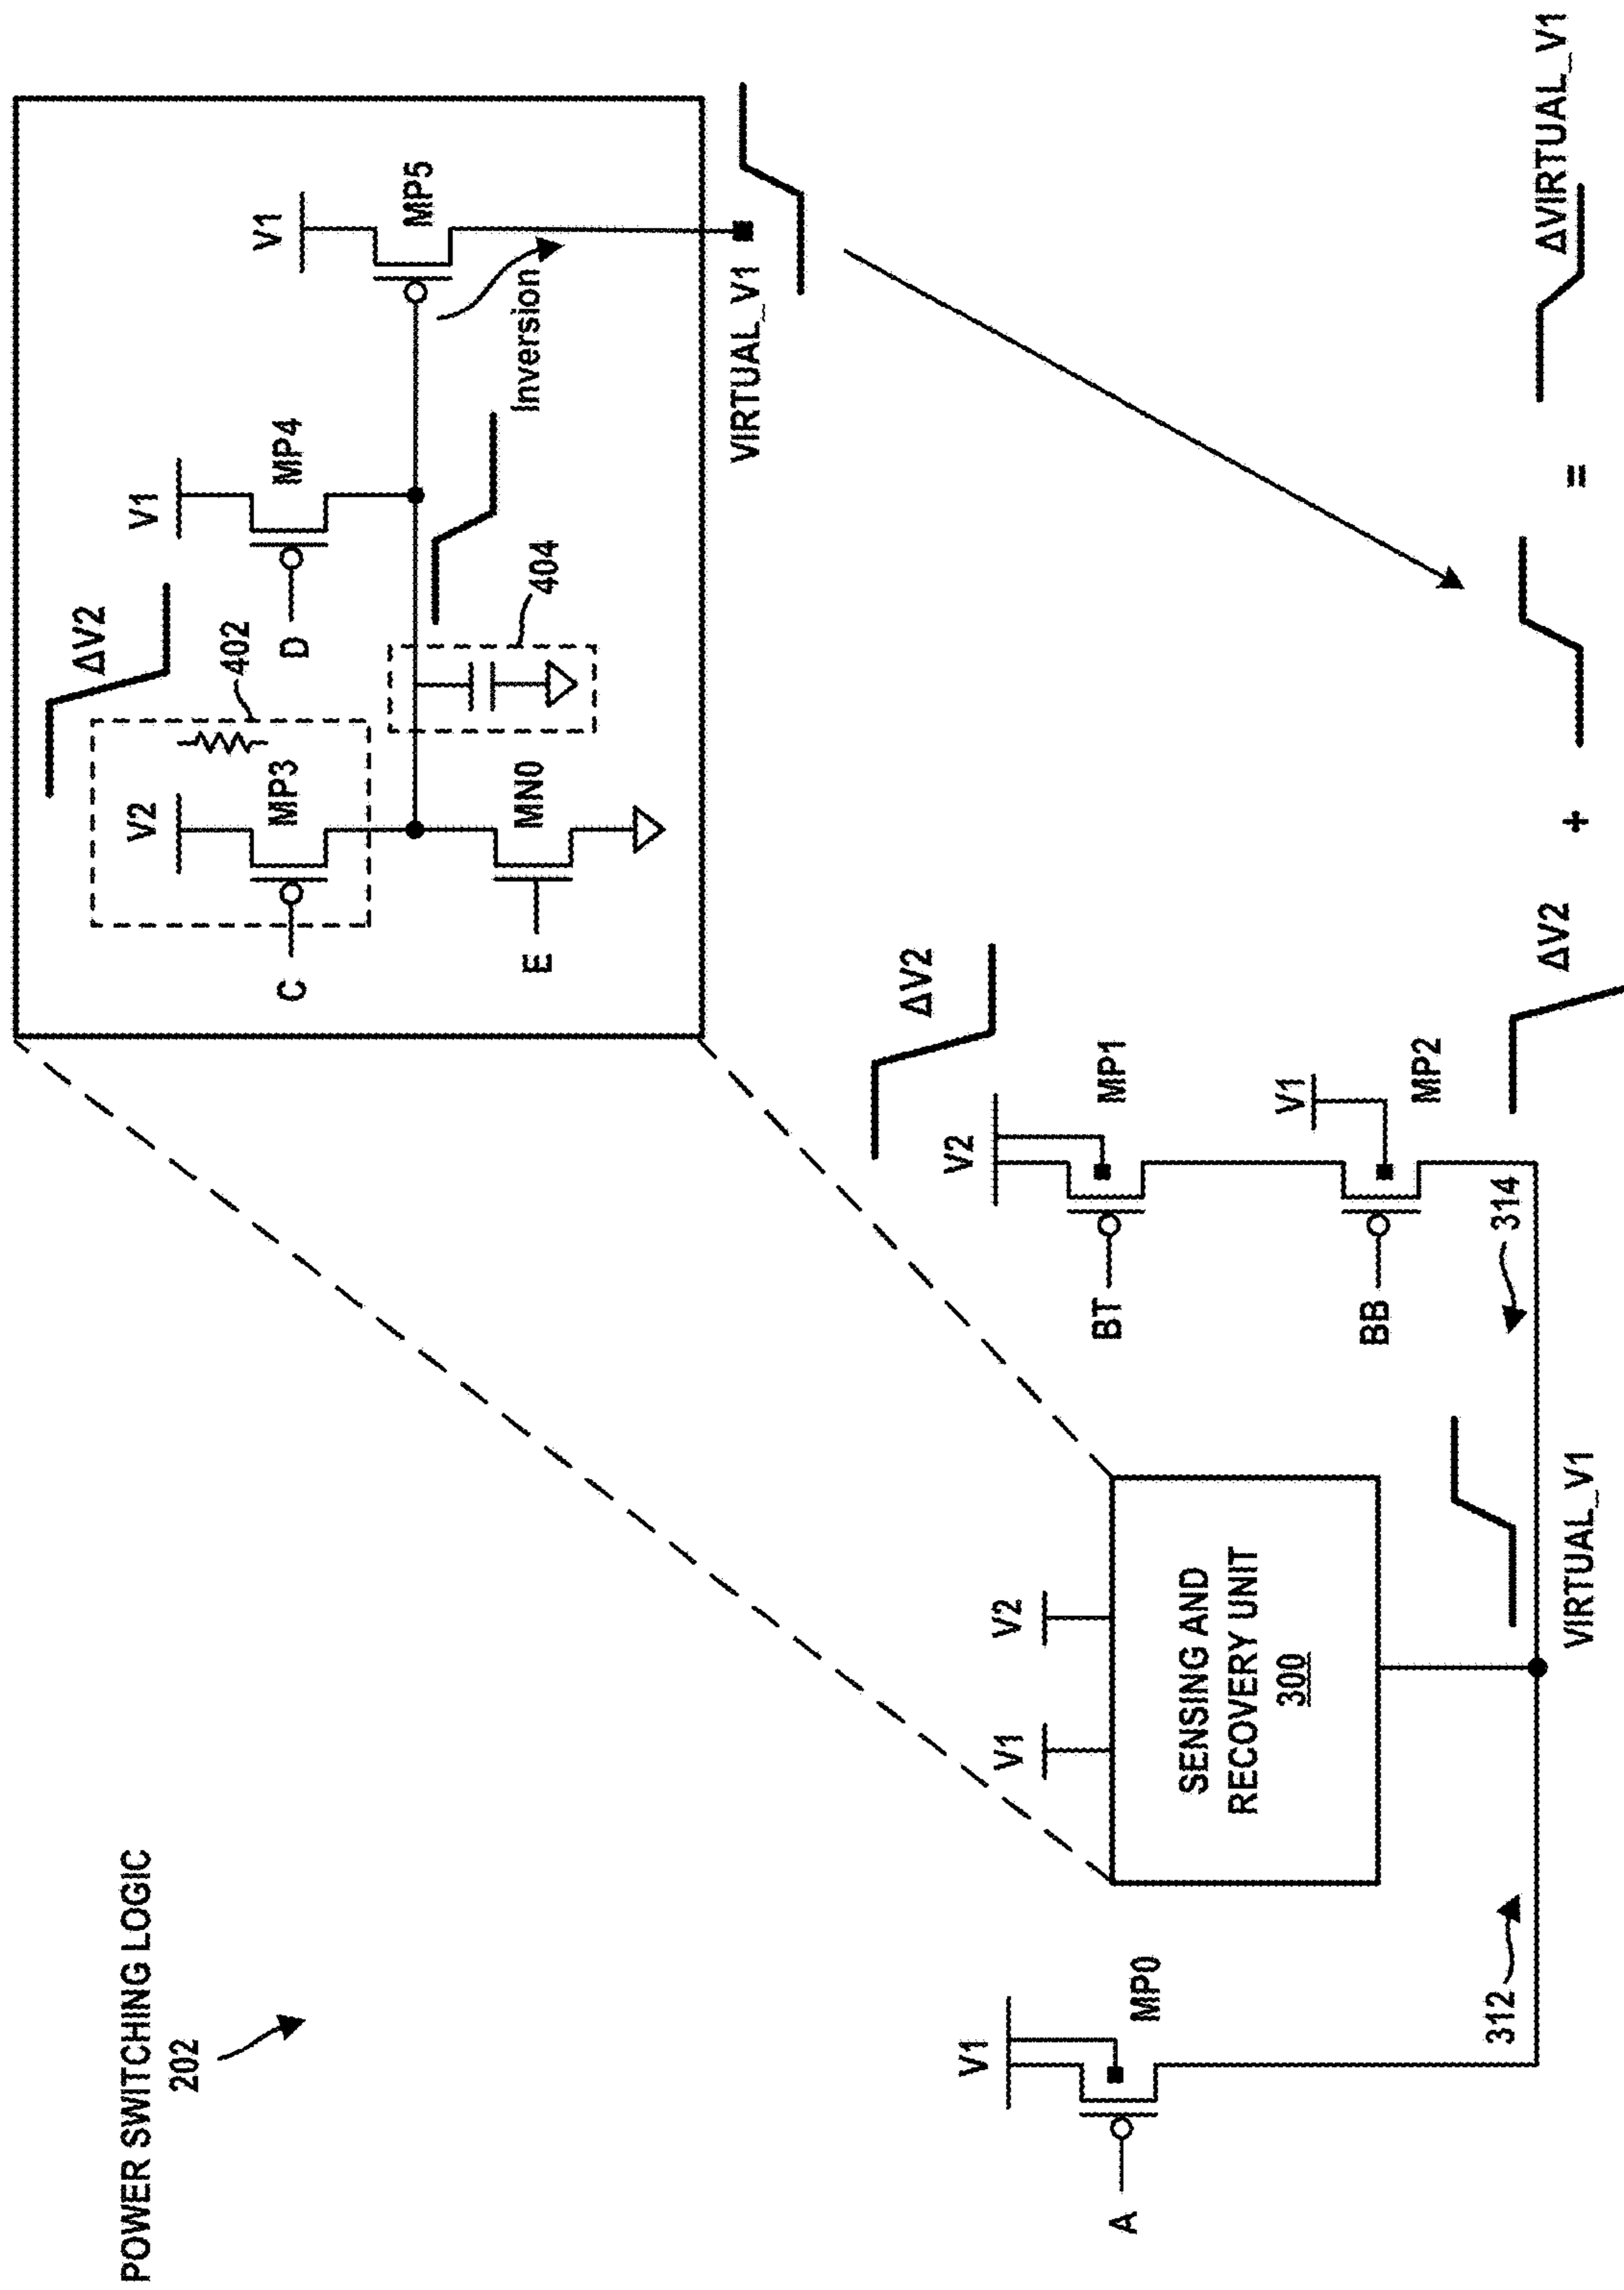 POWER SWITCHING LOGIC
202
ΔV2
V2
MP3
402
C
V1
MP4
D
V1
MP5
E
MN0
404
Inversion
VIRTUAL_V1
V1
MP0
A
312
V1
V2
SENSING AND
RECOVERY UNIT
300
VIRTUAL_V1
ΔV2
V2
MP1
BT
V1
MP2
BB
314
ΔV2
+
=
ΔVIRTUAL_V1